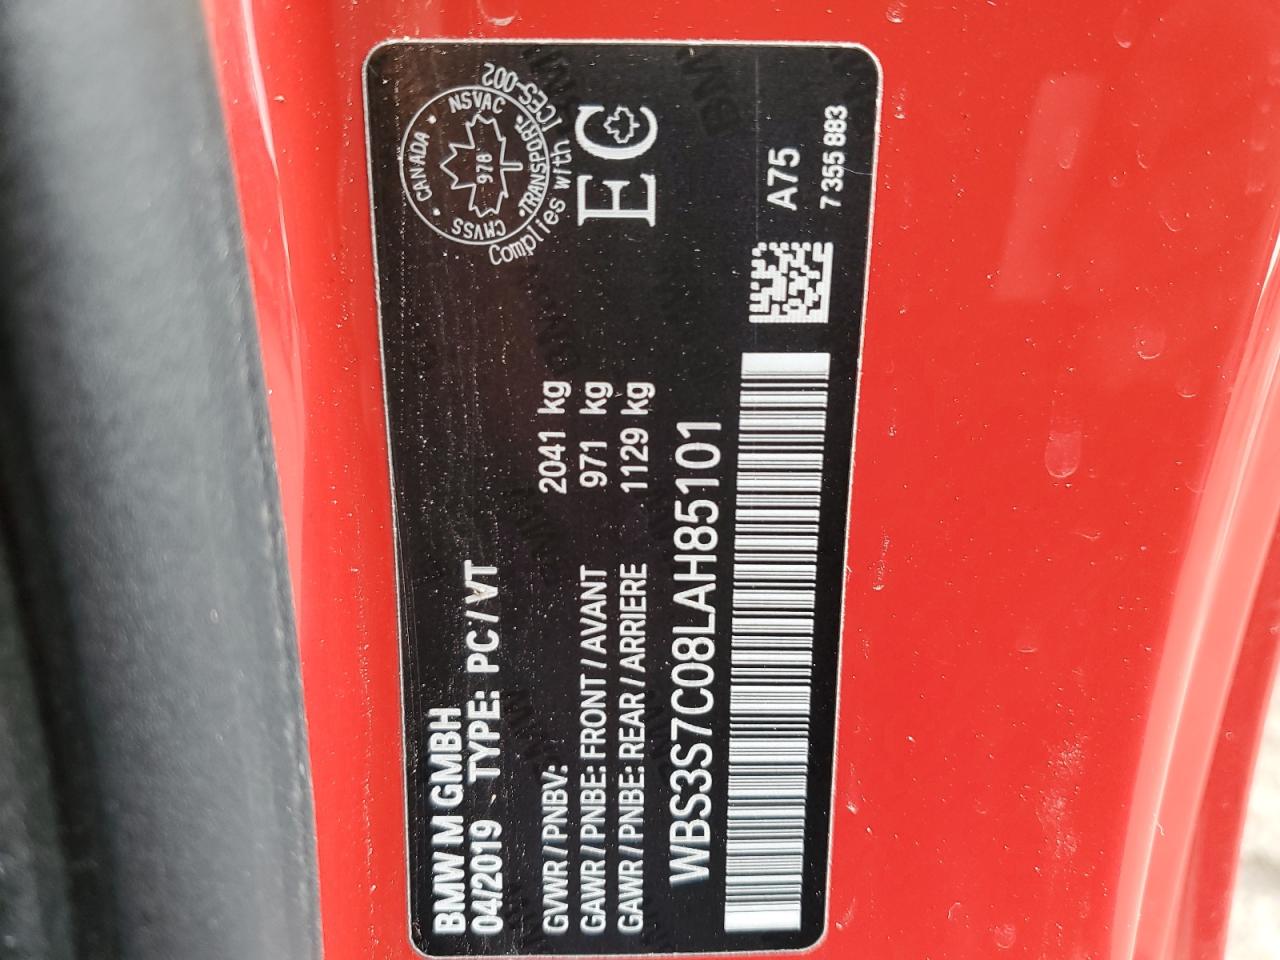 BMW M GMBH
04/2019 TYPE: PC/VT
GVWR/PNBV: 2041 kg
GAWR/PNBE: FRONT/AVANT 971 kg
GAWR/PNBE: REAR/ARRIERE 1129 kg
WBS3S7C08LAH85101
CANADA
NSVAC
978
CMVSS
TRANSPORT
Complies with ICES-002
EC
A75
7 355 883